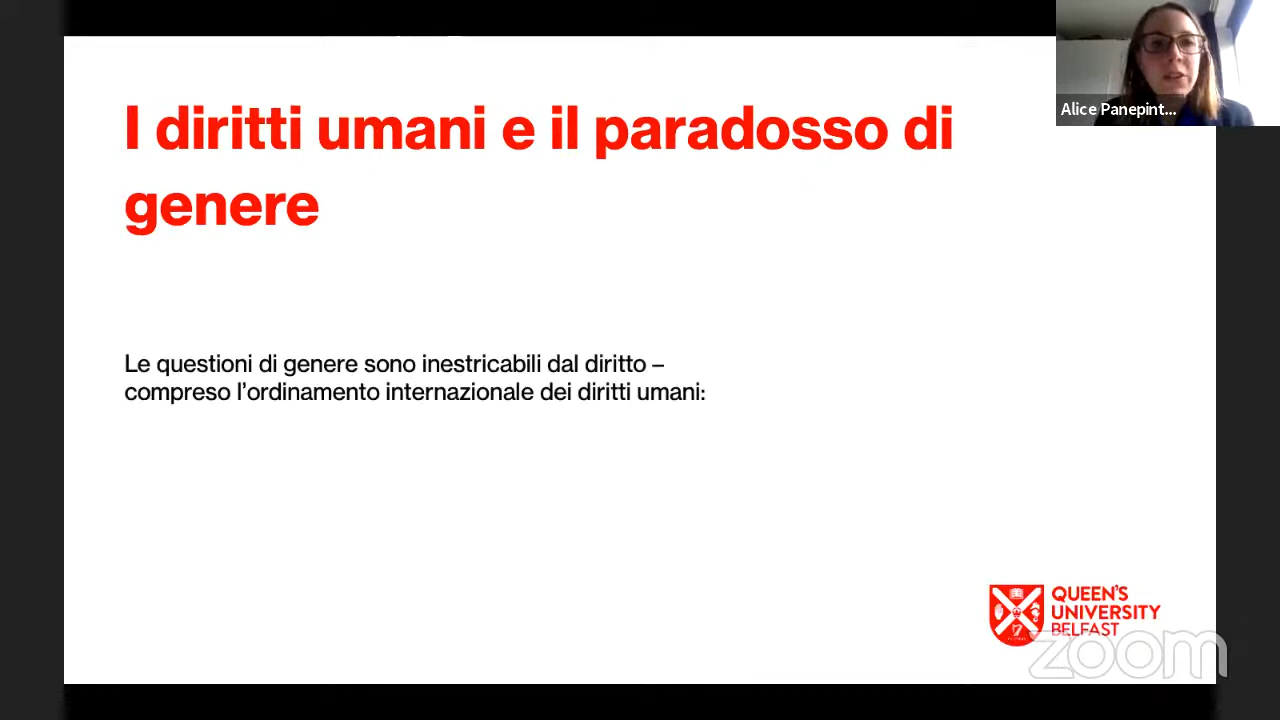 I diritti umani e il paradosso di
genere
Alice Panepint...
Le questioni di genere sono inestricabili dal diritto –
compreso l'ordinamento internazionale dei diritti umani:
QUEEN'S
UNIVERSITY
BELFAST
zoom